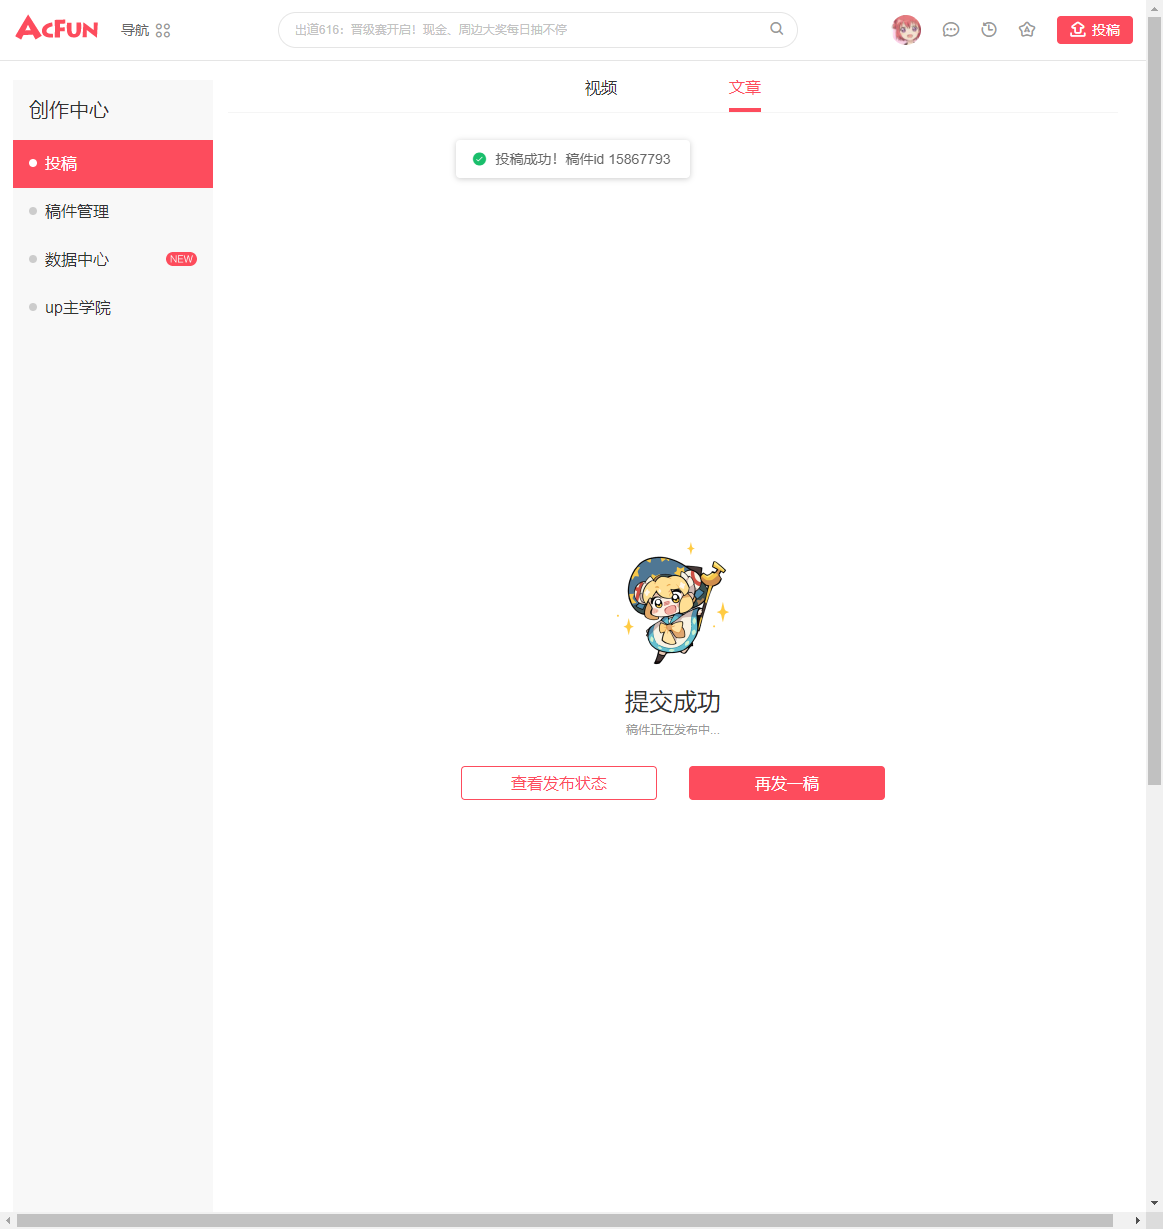 AcFun
导航
出道616：晋级赛开启！现金、周边大奖每日抽不停
投稿
创作中心
投稿
稿件管理
数据中心 NEW
up主学院
视频 文章
投稿成功！稿件id 15867793
提交成功
稿件正在发布中...
查看发布状态 再发一稿